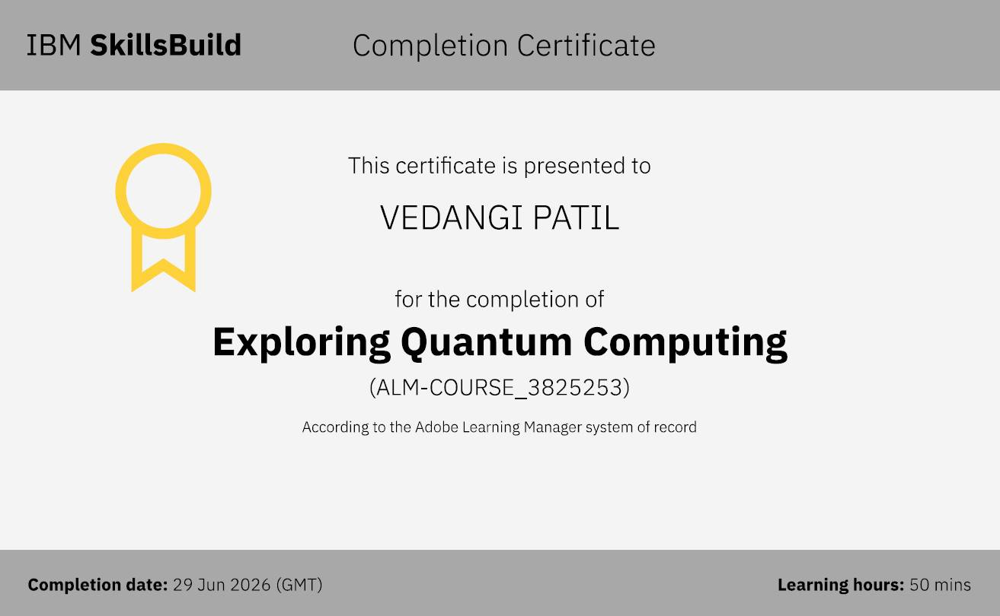 IBM SkillsBuild
Completion Certificate
This certificate is presented to
VEDANGI PATIL
for the completion of
Exploring Quantum Computing
(ALM-COURSE_3825253)
According to the Adobe Learning Manager system of record
Completion date: 29 Jun 2026 (GMT)
Learning hours: 50 mins